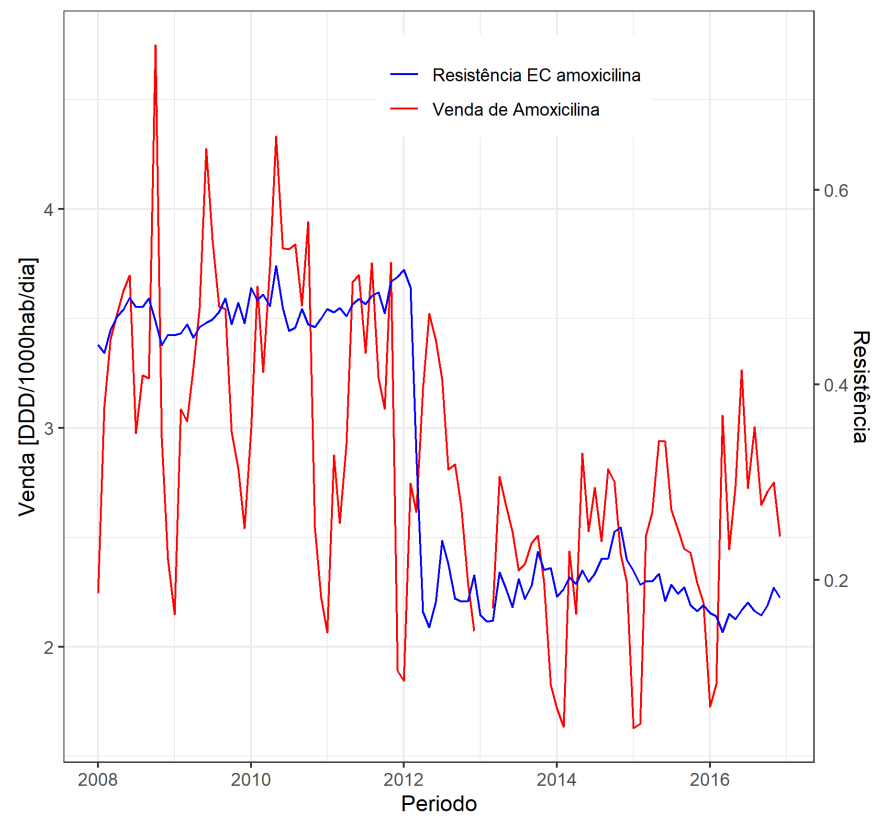 Resistência EC amoxicilina
Venda de Amoxicilina
Venda [DDD/1000hab/dia]
4
3
2
0.6
0.4
0.2
Resistência
2008
2010
2012
2014
2016
Periodo